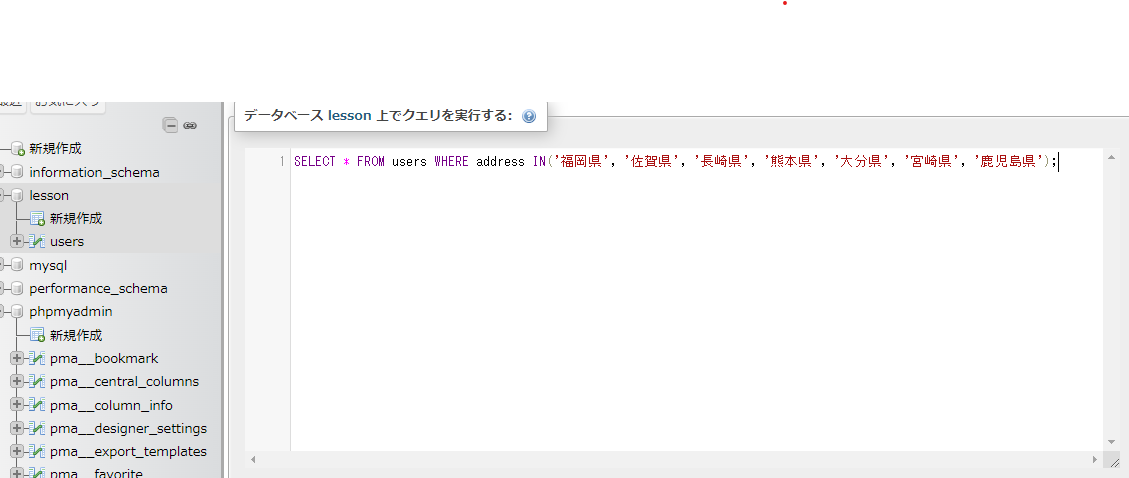 最近 お気に入り
新規作成
information_schema
lesson
新規作成
users
mysql
performance_schema
phpmyadmin
新規作成
pma__bookmark
pma__central_columns
pma__column_info
pma__designer_settings
pma__export_templates
pma__favorite
データベース lesson 上でクエリを実行する:
1 SELECT * FROM users WHERE address IN('福岡県','佐賀県','長崎県','熊本県','大分県','宮崎県','鹿児島県');